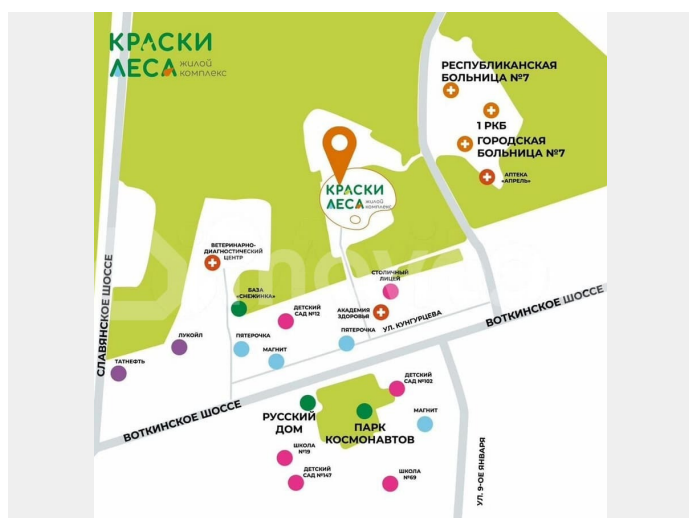 КРАСКИ
ЛЕСА жилой
комплекс
РЕСПУБЛИКАНСКАЯ
БОЛЬНИЦА №7
1 РКБ
ГОРОДСКАЯ
БОЛЬНИЦА №7
АПТЕКА
«АПРЕЛЬ»
КРАСКИ
ЛЕСА жилой
комплекс
ВЕТЕРИНАРНО-
ДИАГНОСТИЧЕСКИЙ
ЦЕНТР
БАЗА
«СНЕЖИНКА»
ДЕТСКИЙ
САД №12
СТОЛИЧНЫЙ
ЛИЦЕЙ
АКАДЕМИЯ
ЗДОРОВЬЯ
УЛ. КУНГУРЦЕВА
ВОТКИНСКОЕ ШОССЕ
СЛАВЯНСКОЕ ШОССЕ
ЛУКОЙЛ
ТАТНЕФТЬ
ПЯТЕРОЧКА
МАГНИТ
ПЯТЕРОЧКА
ВОТКИНСКОЕ ШОССЕ
ДЕТСКИЙ
САД №102
РУССКИЙ
ДОМ
ПАРК
КОСМОНАВТОВ
МАГНИТ
ШКОЛА
№19
ДЕТСКИЙ
САД №147
ШКОЛА
№69
УЛ. 9-ОЕ ЯНВАРЯ